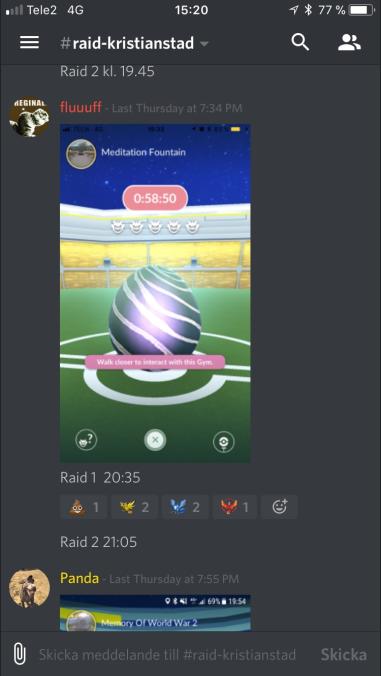 Tele2 4G 15:20 77 %
#raid-kristianstad
Raid 2 kl. 19.45
REGINAL
fluuuff - Last Thursday at 7:34 PM
Meditation Fountain
0:58:50
Walk closer to interact with this Gym.
Raid 1 20:35
1 2 2 1
Raid 2 21:05
Panda - Last Thursday at 7:55 PM
69% 19:54
Memory Of World War 2
Skicka meddelande till #raid-kristianstad Skicka